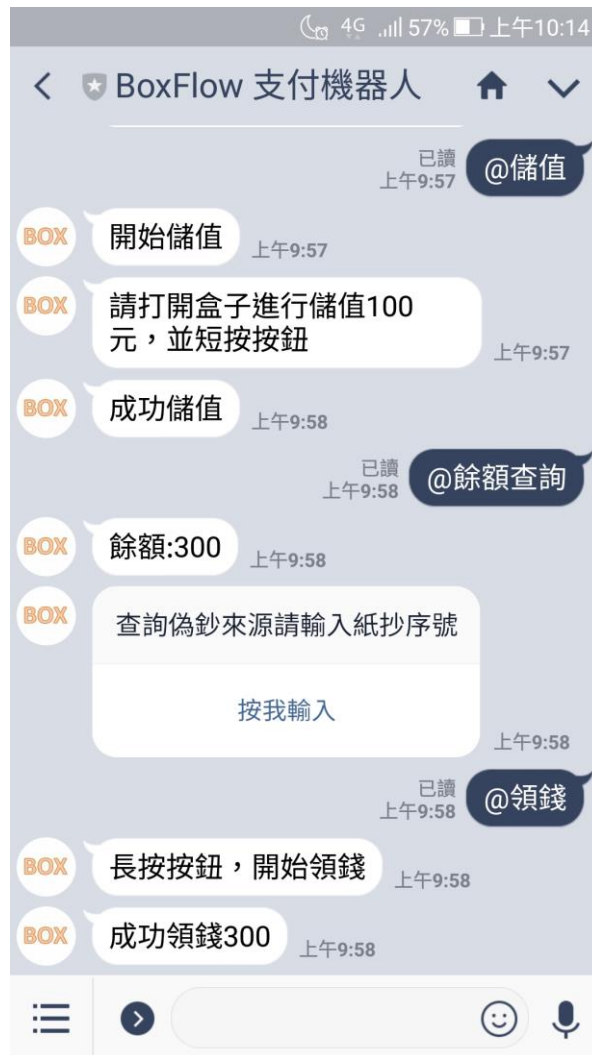 4G 57% 上午10:14
BoxFlow 支付機器人
已讀
上午9:57
@儲值
BOX
開始儲值
上午9:57
BOX
請打開盒子進行儲值100
元，並短按按鈕
上午9:57
BOX
成功儲值
上午9:58
已讀
上午9:58
@餘額查詢
BOX
餘額:300
上午9:58
BOX
查詢偽鈔來源請輸入紙抄序號
按我輸入
上午9:58
已讀
上午9:58
@領錢
BOX
長按按鈕，開始領錢
上午9:58
BOX
成功領錢300
上午9:58